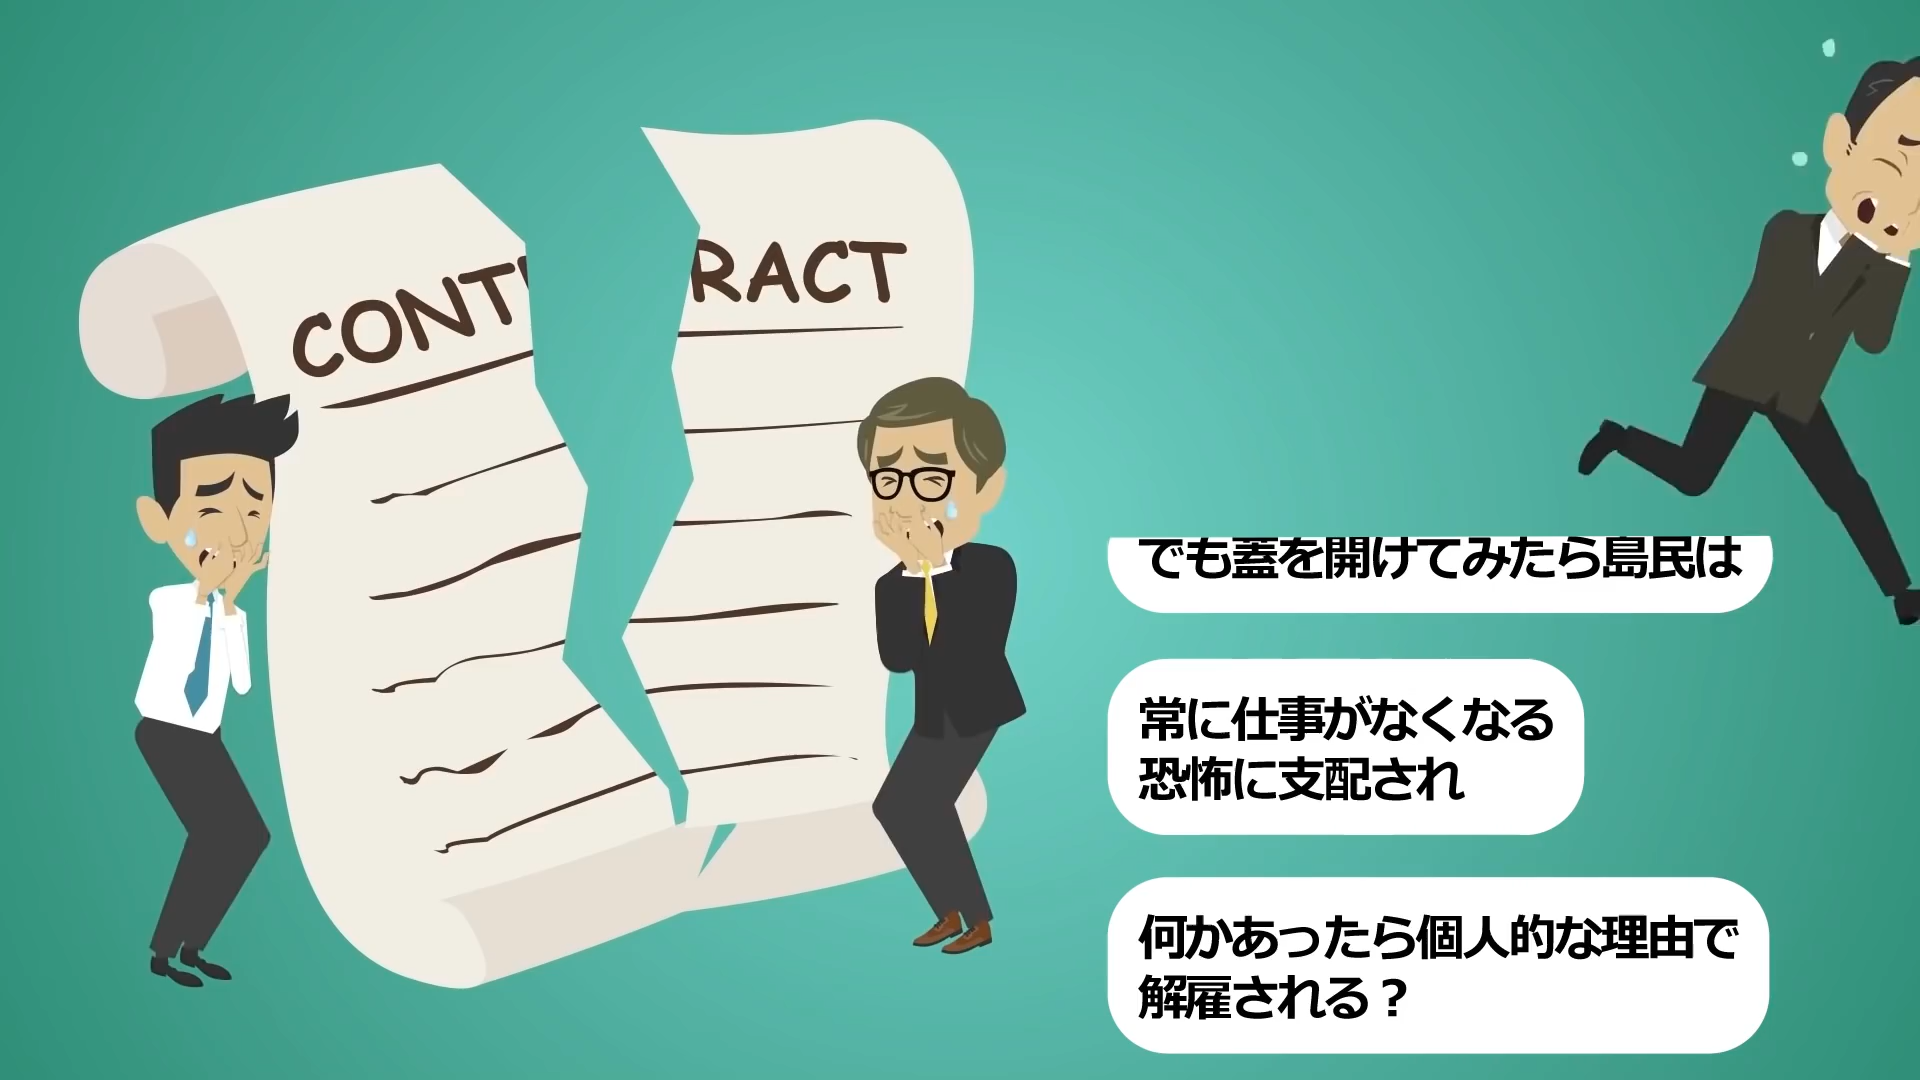 CONTRACT
でも蓋を開けてみたら島民は
常に仕事がなくなる
恐怖に支配され
何かあったら個人的な理由で
解雇される？